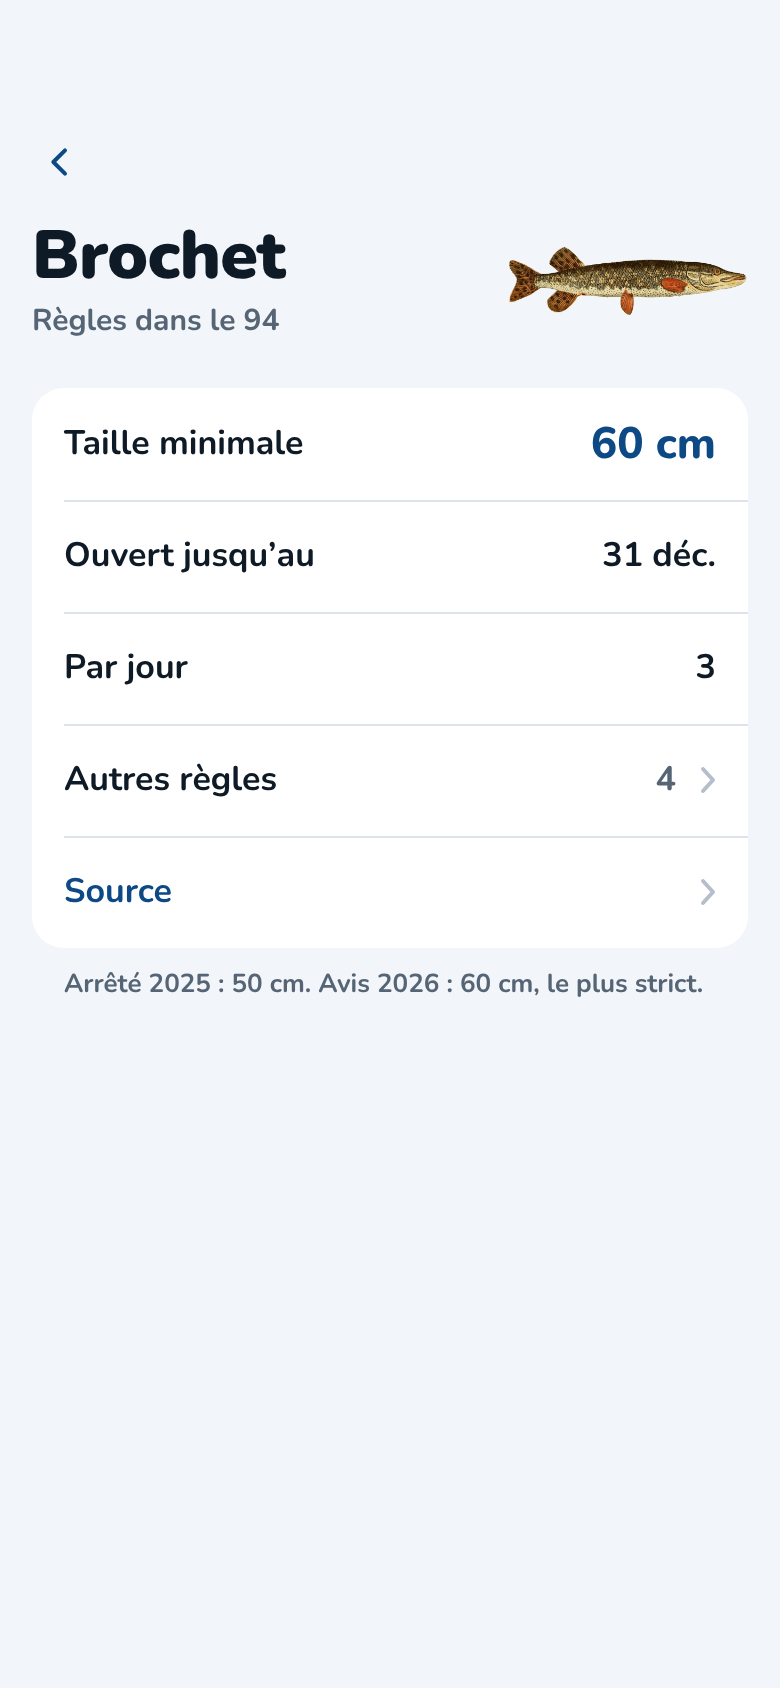 Brochet
Règles dans le 94
Taille minimale 60 cm
Ouvert jusqu’au 31 déc.
Par jour 3
Autres règles 4
Source
Arrêté 2025 : 50 cm. Avis 2026 : 60 cm, le plus strict.